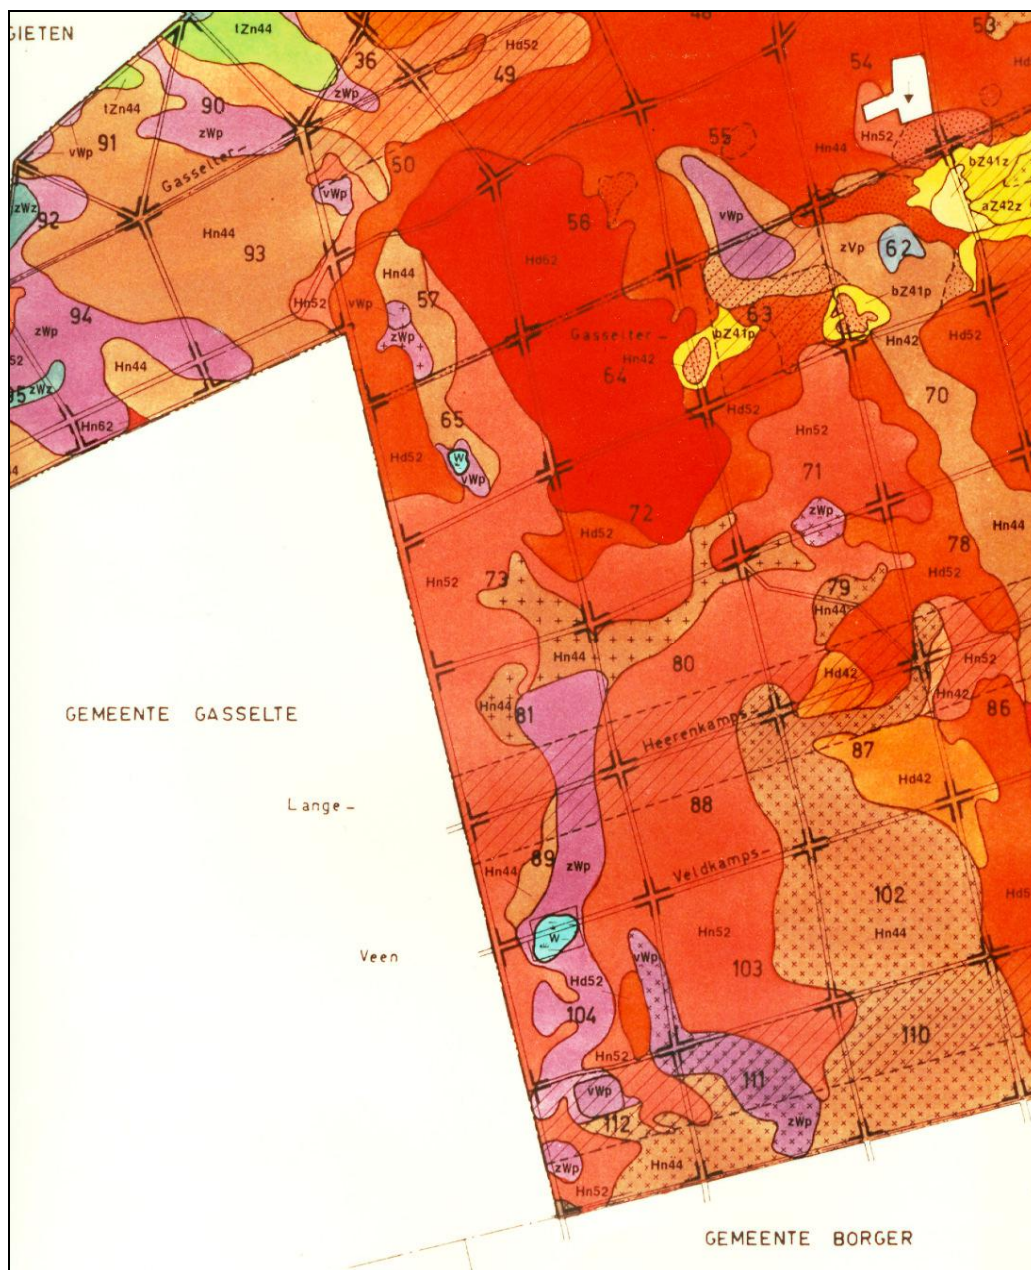 GIETEN
tZn44
48
53
36
Hd52
49
54
90
tZn44
zWp
91
zWp
vWp
Gasselter
50
55
Hn44
Hn52
bZ41z
aZ42z
zWz
92
vWp
vWp
Hn44
93
56
zVp
62
Hd62
Hn44
57
Hn52
vWp
bZ41p
94
zWp
zWp
Gasselter
63
bZ41p
Hn42
Hd52
Hn44
Hn42
64
zWz
95
70
Hn62
65
Hd52
Hn52
Hd52
W
vWp
71
72
zWp
Hn44
Hd52
78
Hn52
73
79
Hd52
Hn44
Hn44
80
Hn52
Hd42
Hn42
Hn44
81
86
GEMEENTE GASSELTE
Heerenkamps
87
Hd42
Lange
88
89
zWp
Hn44
Veldkamps
102
Hn44
W
Hn52
Veen
vWp
103
Hd52
104
110
Hn52
111
vWp
112
zWp
zWp
Hn44
Hn52
GEMEENTE BORGER